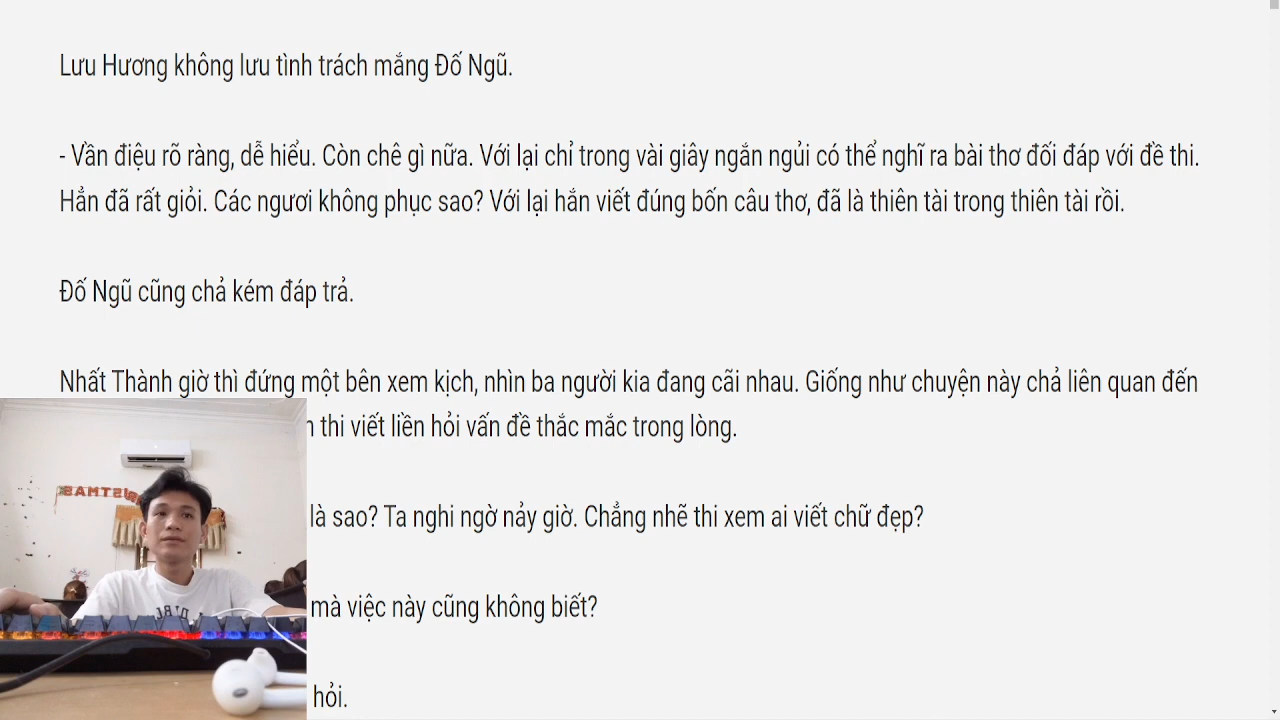 Lưu Hương không lưu tình trách mắng Đố Ngũ.
- Vần điệu rõ ràng, dễ hiểu. Còn chê gì nữa. Với lại chỉ trong vài giây ngắn ngủi có thể nghĩ ra bài thơ đối đáp với đề thi.
Hẳn đã rất giỏi. Các ngươi không phục sao? Với lại hắn viết đúng bốn câu thơ, đã là thiên tài trong thiên tài rồi.
Đố Ngũ cũng chả kém đáp trả.
Nhất Thành giờ thì đứng một bên xem kịch, nhìn ba người kia đang cãi nhau. Giống như chuyện này chả liên quan đến
thi viết liền hỏi vấn đề thắc mắc trong lòng.
là sao? Ta nghi ngờ nảy giờ. Chẳng nhẽ thi xem ai viết chữ đẹp?
mà việc này cũng không biết?
hỏi.